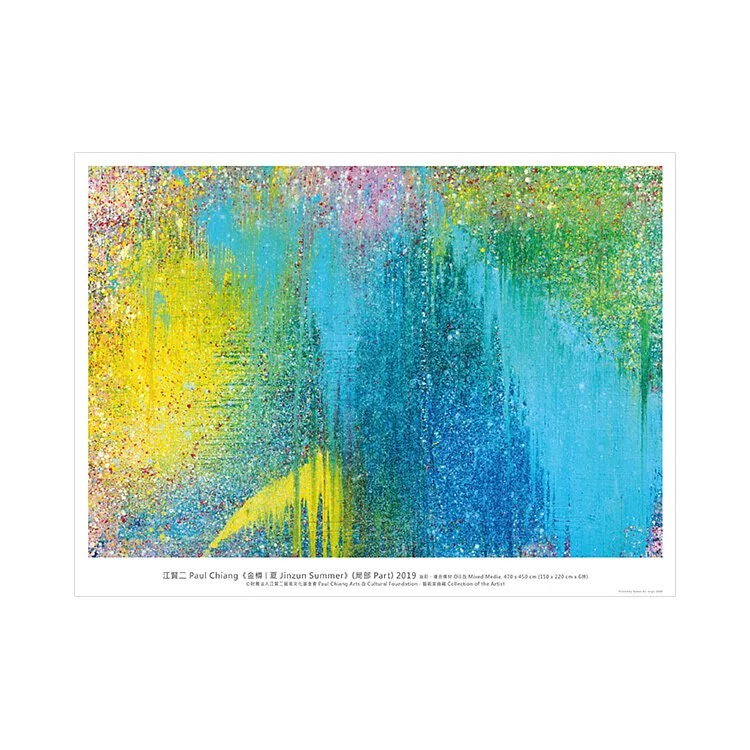 江賢二 Paul Chiang《金樽 | 夏 Jinzun Summer》(局部 Part) 2019 油彩、複合媒材 Oil & Mixed Media, 470 x 450 cm (150 x 220 cm x 6件)
©財團法人江賢二藝術文化基金會 Paul Chiang Arts & Cultural Foundation 藝術家自藏 Collection of the Artist